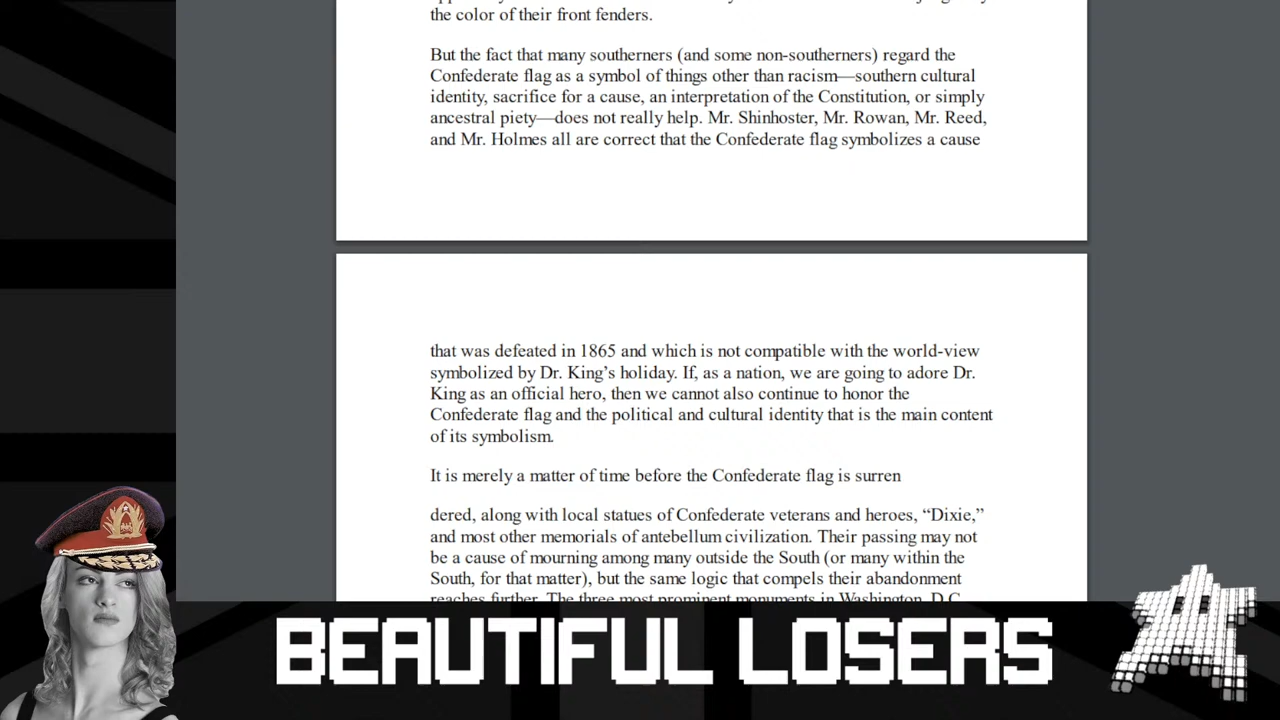 the color of their front fenders.
But the fact that many southerners (and some non-southerners) regard the
Confederate flag as a symbol of things other than racism—southern cultural
identity, sacrifice for a cause, an interpretation of the Constitution, or simply
ancestral piety—does not really help. Mr. Shinhoster, Mr. Rowan, Mr. Reed,
and Mr. Holmes all are correct that the Confederate flag symbolizes a cause
that was defeated in 1865 and which is not compatible with the world-view
symbolized by Dr. King’s holiday. If, as a nation, we are going to adore Dr.
King as an official hero, then we cannot also continue to honor the
Confederate flag and the political and cultural identity that is the main content
of its symbolism.
It is merely a matter of time before the Confederate flag is surren
dered, along with local statues of Confederate veterans and heroes, “Dixie,”
and most other memorials of antebellum civilization. Their passing may not
be a cause of mourning among many outside the South (or many within the
South, for that matter), but the same logic that compels their abandonment
reaches further. The three most prominent monuments in Washington, D.C.
BEAUTIFUL LOSERS